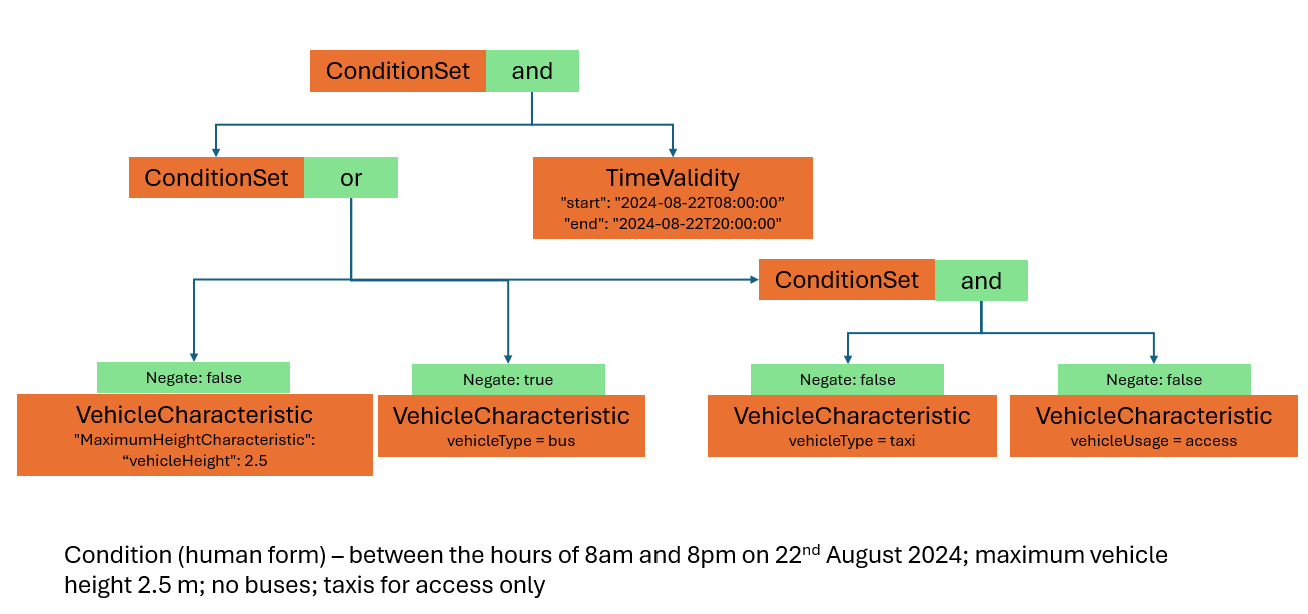 ConditionSet and
ConditionSet or
TimeValidity
"start": "2024-08-22T08:00:00”
"end": "2024-08-22T20:00:00"
ConditionSet and
Negate: false
VehicleCharacteristic
"MaximumHeightCharacteristic":
“vehicleHeight": 2.5
Negate: true
VehicleCharacteristic
vehicleType = bus
Negate: false
VehicleCharacteristic
vehicleType = taxi
Negate: false
VehicleCharacteristic
vehicleUsage = access
Condition (human form) – between the hours of 8am and 8pm on 22nd August 2024; maximum vehicle
height 2.5 m; no buses; taxis for access only